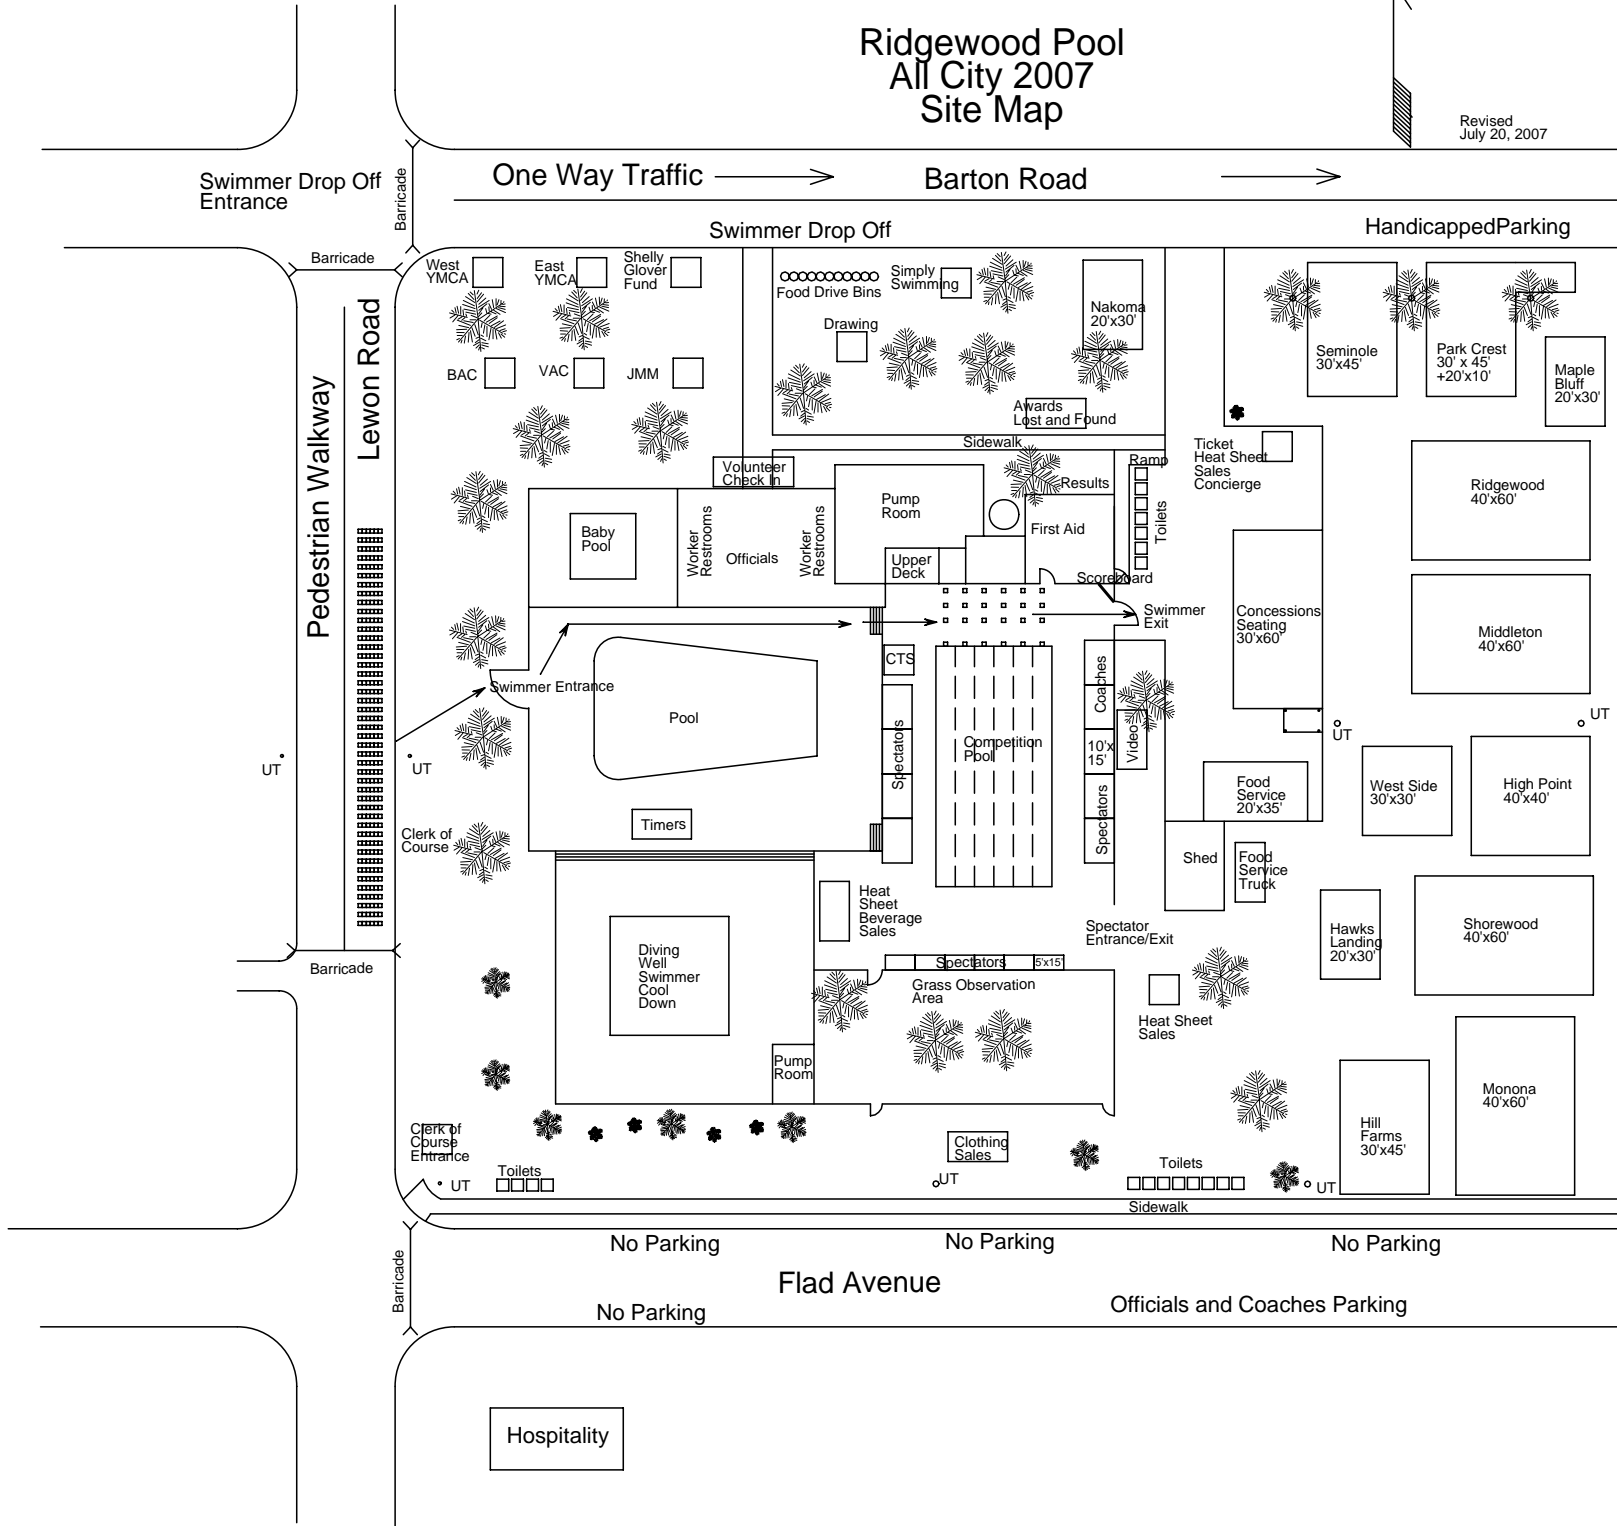 Ridgewood Pool
All City 2007
Site Map
Revised
July 20, 2007
Swimmer Drop Off
Entrance
Barricade
One Way Traffic
Barton Road
Swimmer Drop Off
HandicappedParking
Barricade
West
YMCA
East
YMCA
Shelly
Glover
Fund
Food Drive Bins
Simply
Swimming
Nakoma
20'x30'
Drawing
Seminole
30'x45'
Park Crest
30' x 45'
+20'x10'
Maple
Bluff
20'x30'
BAC
VAC
JMM
Awards
Lost and Found
Sidewalk
Pedestrian Walkway
Lewon Road
Volunteer
Check In
Ramp
Results
Toilets
Ticket
Heat Sheet
Sales
Concierge
Ridgewood
40'x60'
Baby
Pool
Worker
Restrooms
Officials
Worker
Restrooms
Pump
Room
First Aid
Upper
Deck
Scoreboard
Swimmer
Exit
Concessions
Seating
30'x60'
Middleton
40'x60'
CTS
Coaches
Swimmer Entrance
Pool
Spectators
Competition
Pool
10'x
15'
Video
UT
UT
UT
UT
Food
Service
20'x35'
West Side
30'x30'
High Point
40'x40'
Timers
Spectators
Clerk of
Course
Shed
Food
Service
Truck
Heat
Sheet
Beverage
Sales
Spectator
Entrance/Exit
Hawks
Landing
20'x30'
Shorewood
40'x60'
Barricade
Diving
Well
Swimmer
Cool
Down
Spectators
5'x15'
Grass Observation
Area
Heat Sheet
Sales
Pump
Room
Monona
40'x60'
Hill
Farms
30'x45'
Clerk of
Course
Entrance
Clothing
Sales
Toilets
Toilets
UT
UT
UT
Sidewalk
No Parking
No Parking
No Parking
Barricade
Flad Avenue
No Parking
Officials and Coaches Parking
Hospitality